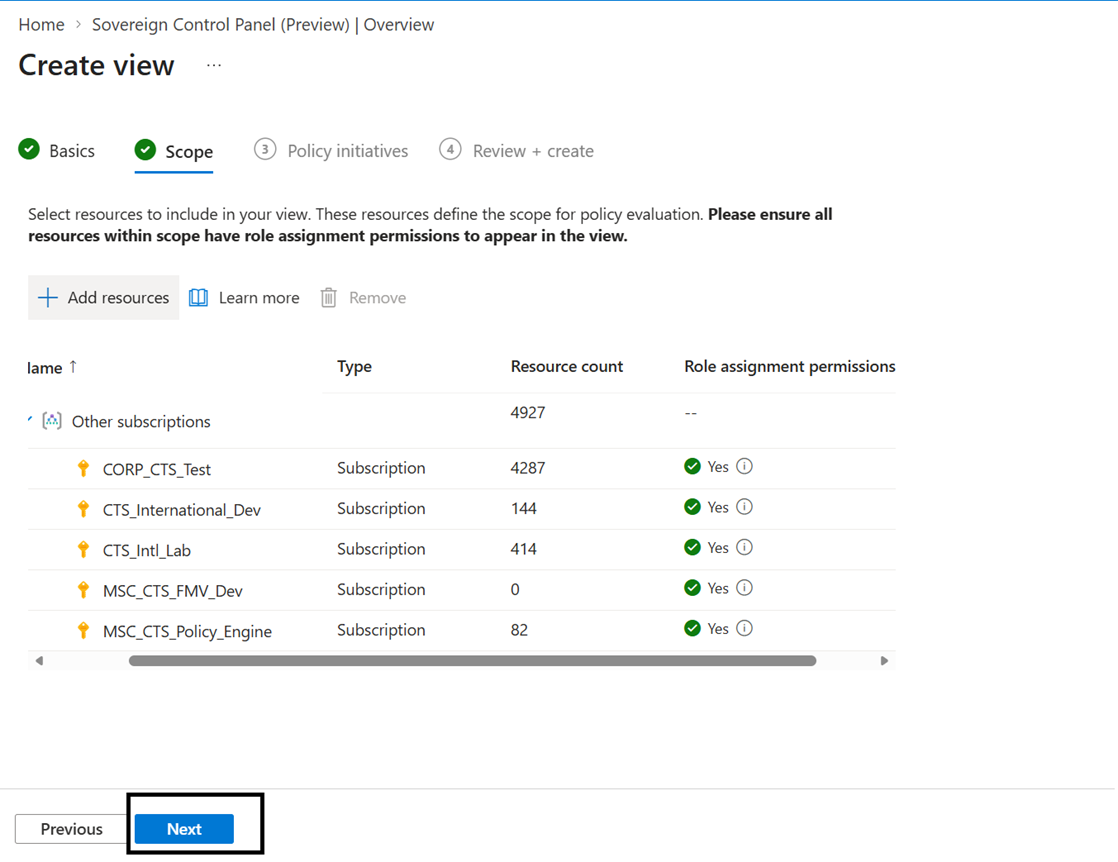 Home > Sovereign Control Panel (Preview) | Overview
Create view ...
Basics Scope 3 Policy initiatives 4 Review + create
Select resources to include in your view. These resources define the scope for policy evaluation. Please ensure all
resources within scope have role assignment permissions to appear in the view.
+ Add resources Learn more Remove
lame ↑ Type Resource count Role assignment permissions
Other subscriptions 4927 --
CORP_CTS_Test Subscription 4287 Yes
CTS_International_Dev Subscription 144 Yes
CTS_Intl_Lab Subscription 414 Yes
MSC_CTS_FMV_Dev Subscription 0 Yes
MSC_CTS_Policy_Engine Subscription 82 Yes
Previous Next